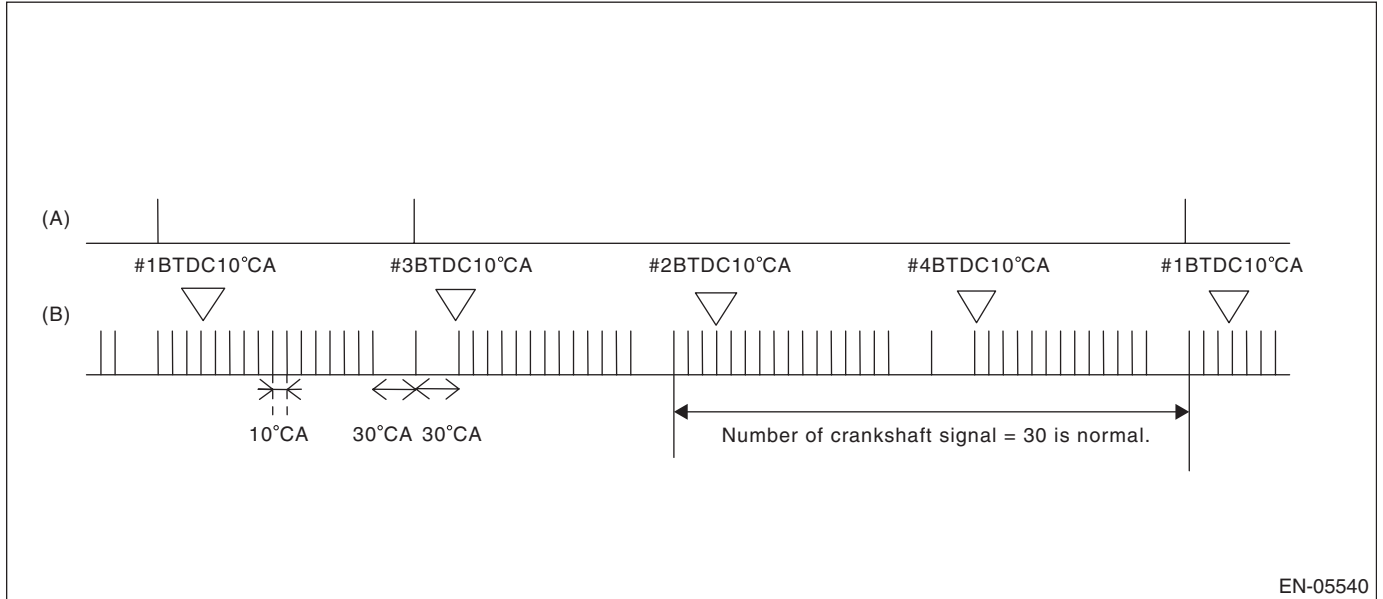 (A)
#1BTDC10°CA #3BTDC10°CA #2BTDC10°CA #4BTDC10°CA #1BTDC10°CA
(B)
10°CA 30°CA 30°CA Number of crankshaft signal = 30 is normal.
EN-05540